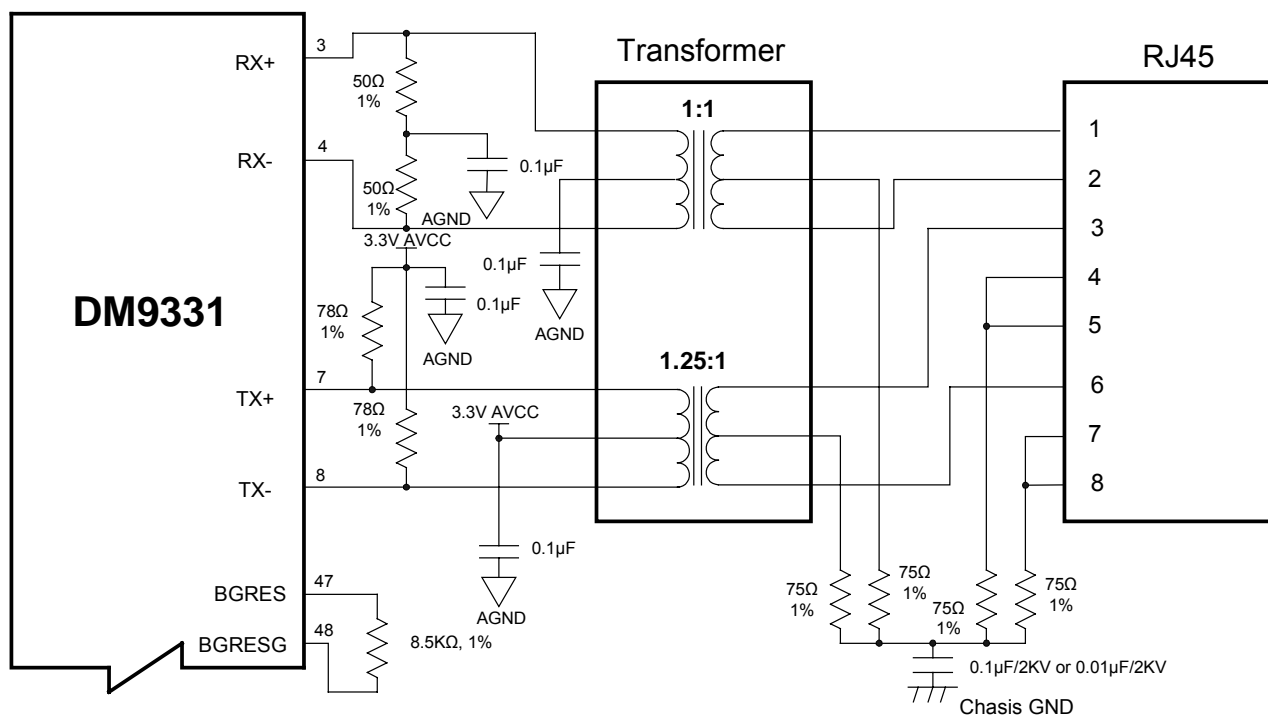 Transformer
RJ45
DM9331
RX+
3
50Ω
1%
RX-
4
50Ω
1%
0.1µF
AGND
3.3V AVCC
0.1µF
AGND
0.1µF
AGND
78Ω
1%
TX+
7
78Ω
1%
3.3V AVCC
TX-
8
0.1µF
AGND
BGRES
47
BGRESG
48
8.5KΩ, 1%
1:1
1.25:1
1
2
3
4
5
6
7
8
75Ω
1%
75Ω
1%
75Ω
1%
75Ω
1%
0.1µF/2KV or 0.01µF/2KV
Chasis GND